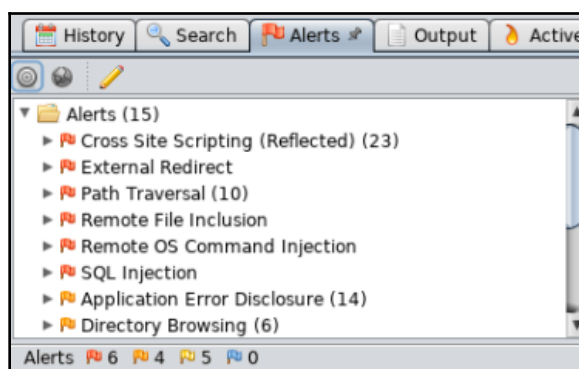 History Search Alerts Output Active
Alerts (15)
Cross Site Scripting (Reflected) (23)
External Redirect
Path Traversal (10)
Remote File Inclusion
Remote OS Command Injection
SQL Injection
Application Error Disclosure (14)
Directory Browsing (6)
Alerts 6 4 5 0